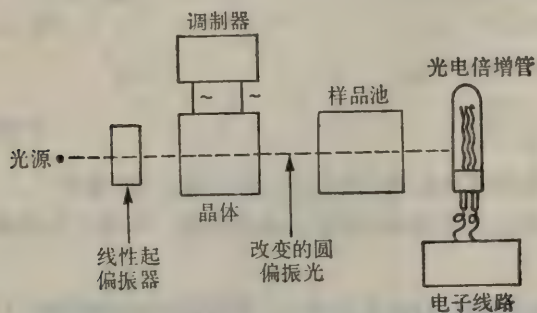 调制器
光电倍增管
~ ~
样品池
光源
晶体
线性起
偏振器
改变的圆
偏振光
电子线路